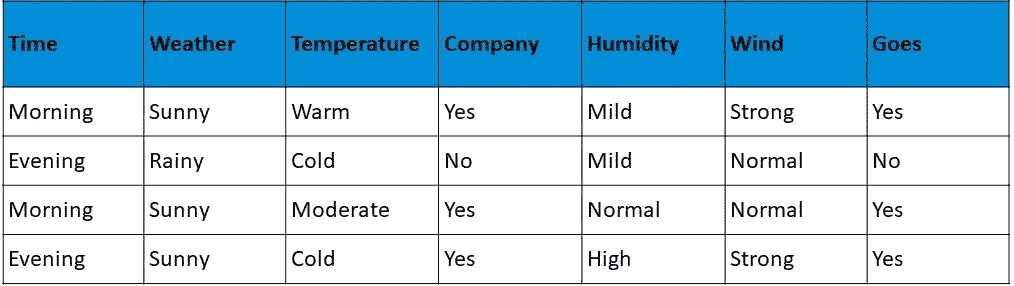 Time Weather Temperature Company Humidity Wind Goes
Morning Sunny Warm Yes Mild Strong Yes
Evening Rainy Cold No Mild Normal No
Morning Sunny Moderate Yes Normal Normal Yes
Evening Sunny Cold Yes High Strong Yes